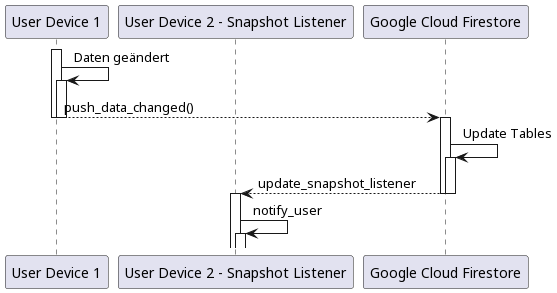 User Device 1
User Device 2 - Snapshot Listener
Google Cloud Firestore
Daten geändert
push_data_changed()
Update Tables
update_snapshot_listener
notify_user
User Device 1
User Device 2 - Snapshot Listener
Google Cloud Firestore